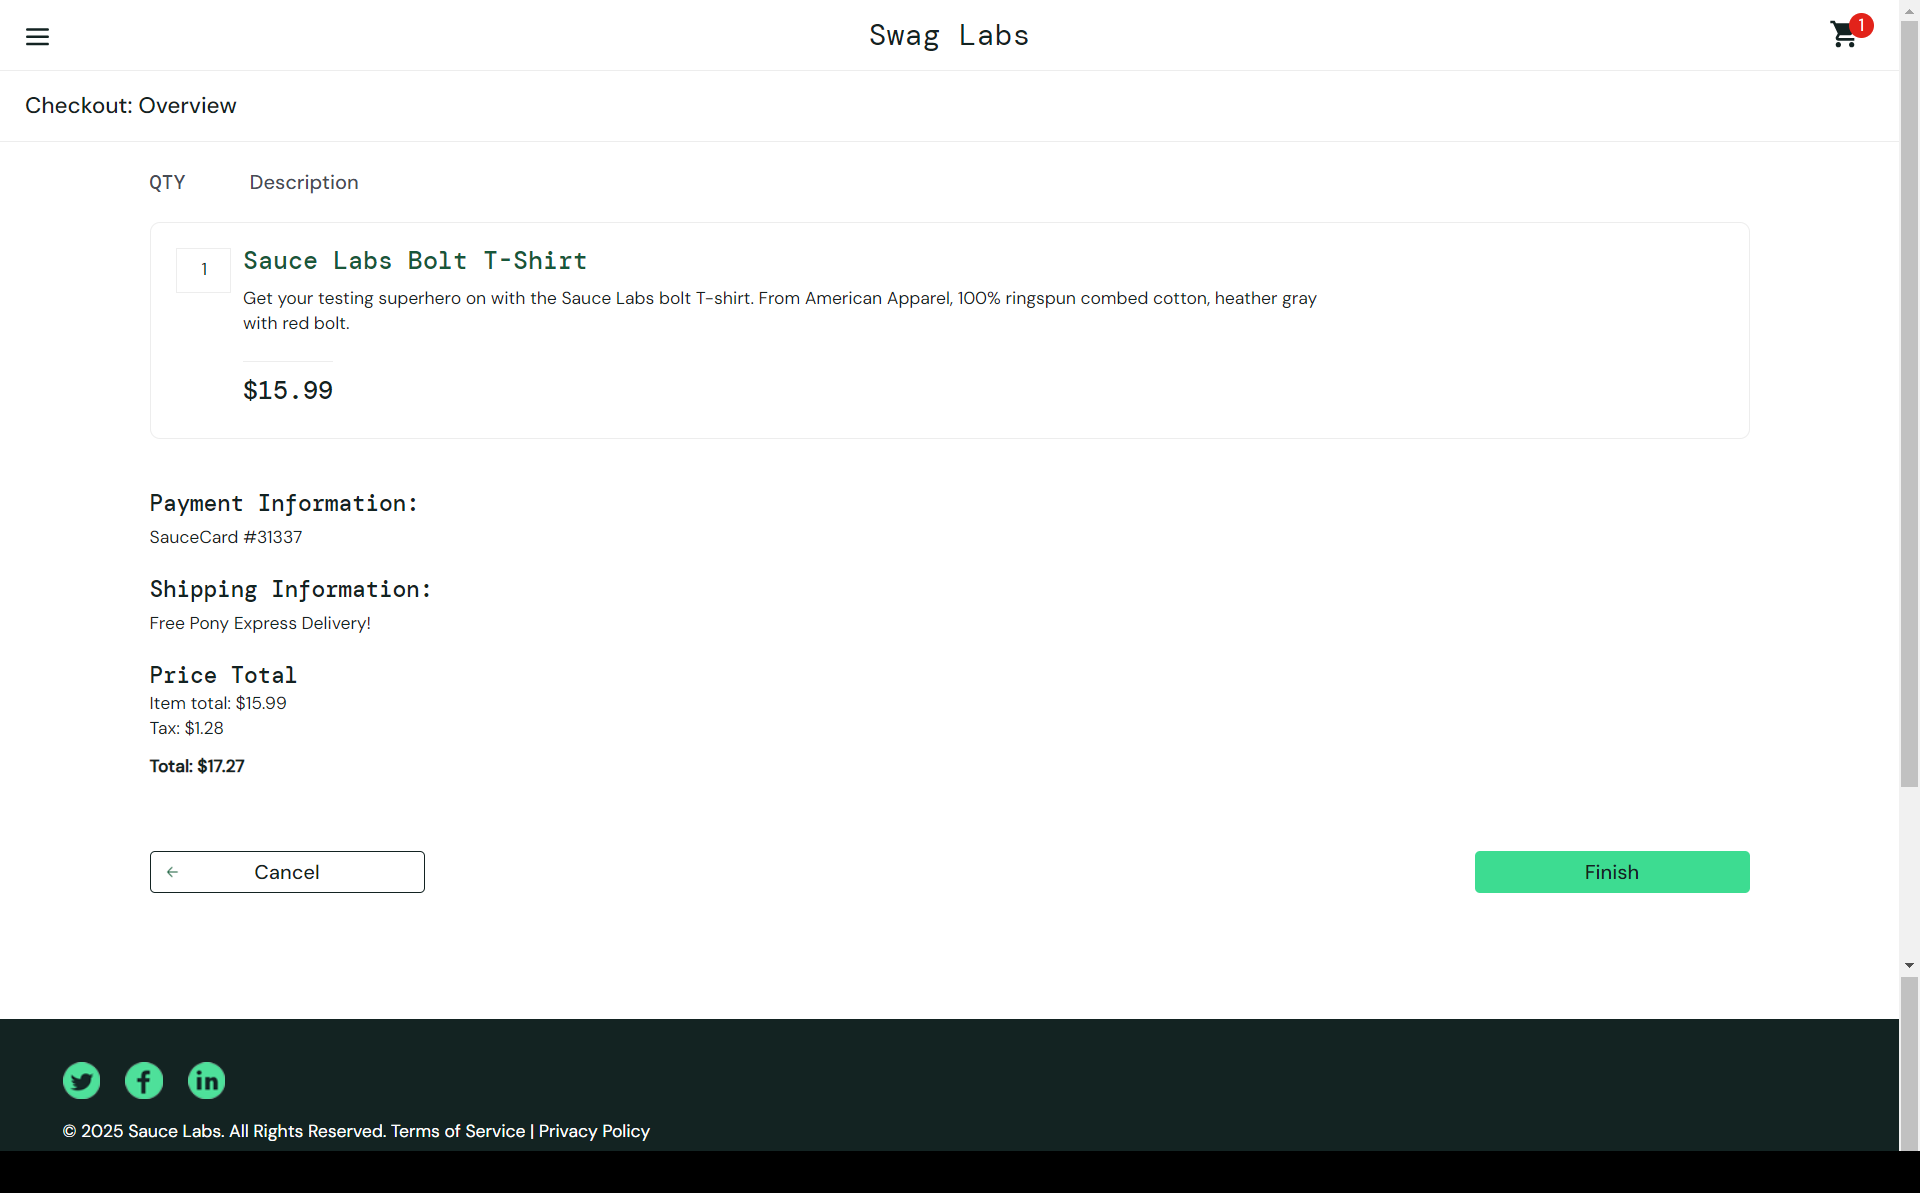 Swag Labs
1
Checkout: Overview
QTY Description
1
Sauce Labs Bolt T-Shirt
Get your testing superhero on with the Sauce Labs bolt T-shirt. From American Apparel, 100% ringspun combed cotton, heather gray
with red bolt.
$15.99
Payment Information:
SauceCard #31337
Shipping Information:
Free Pony Express Delivery!
Price Total
Item total: $15.99
Tax: $1.28
Total: $17.27
Cancel
Finish
© 2025 Sauce Labs. All Rights Reserved. Terms of Service | Privacy Policy